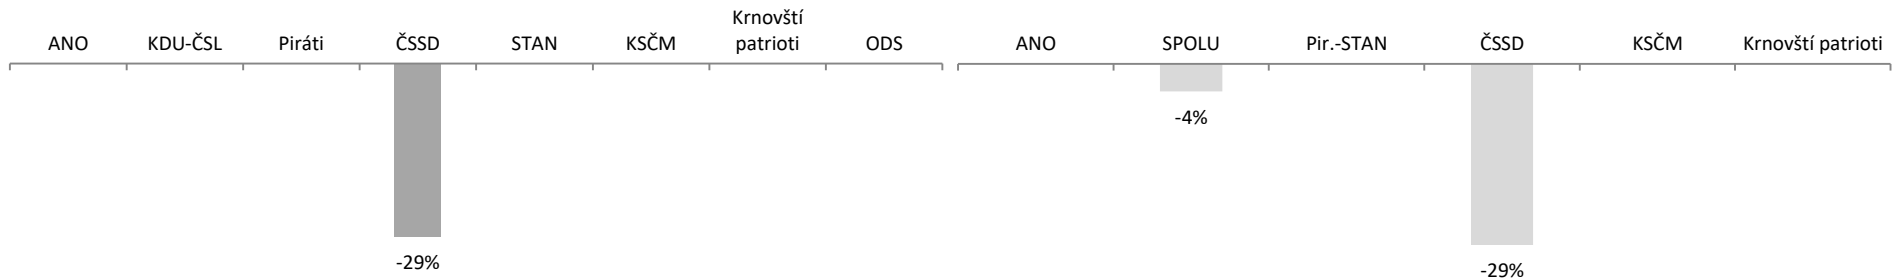 ANO KDU-ČSL Piráti ČSSD STAN KSČM Krnovští patrioti ODS
-29%
ANO SPOLU Pir.-STAN ČSSD KSČM Krnovští patrioti
-4%
-29%